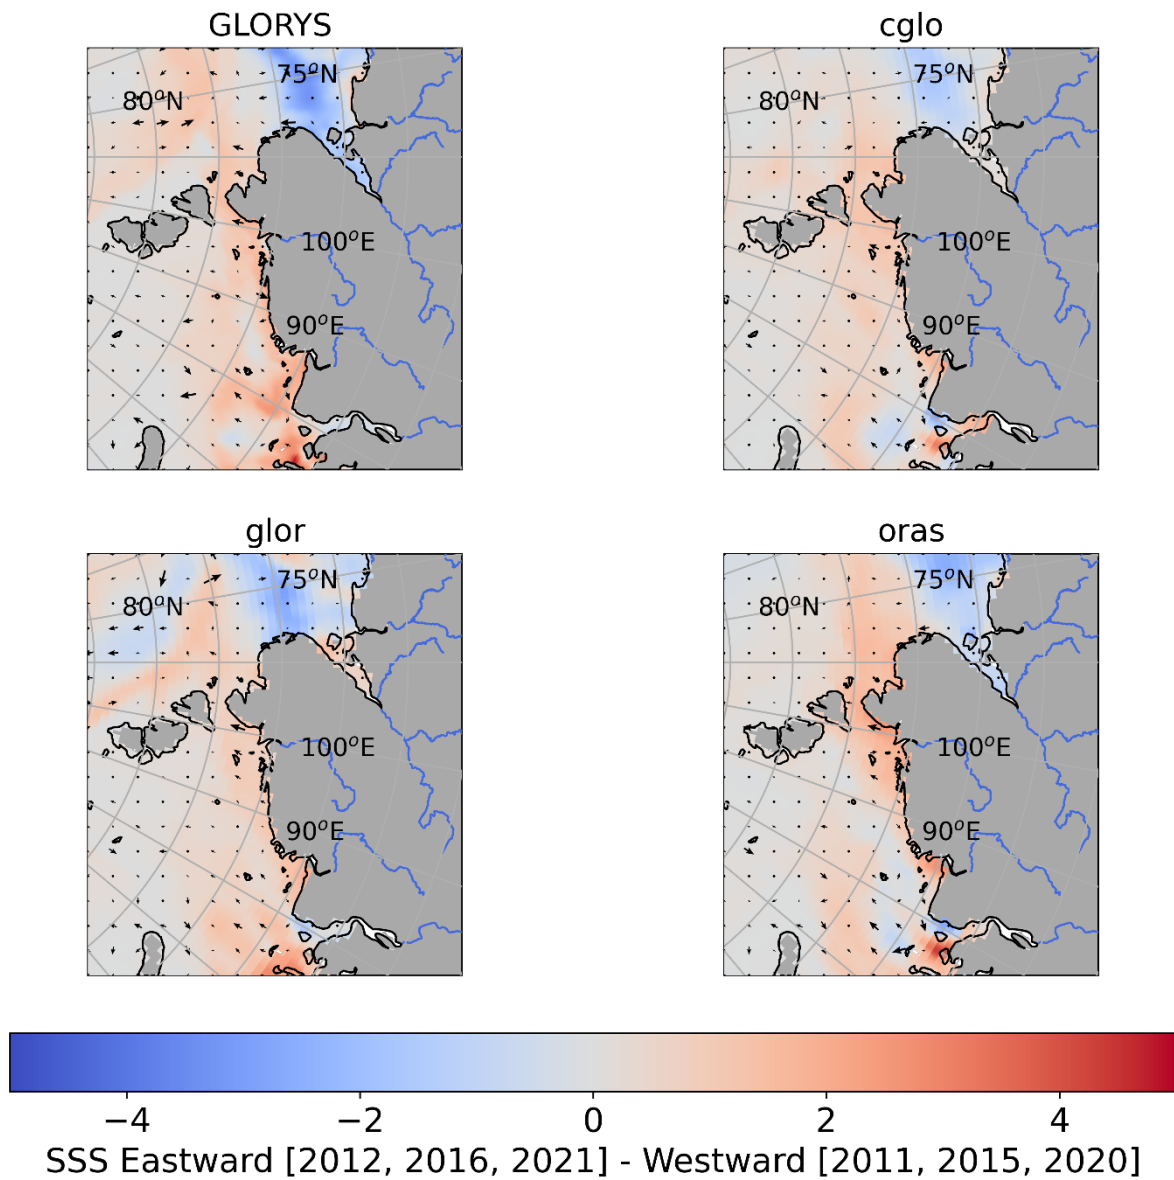 GLORYS
cglo
75°N
80°N
100°E
90°E
75°N
80°N
100°E
90°E
glor
oras
75°N
80°N
100°E
90°E
75°N
80°N
100°E
90°E
−4 −2 0 2 4
SSS Eastward [2012, 2016, 2021] - Westward [2011, 2015, 2020]